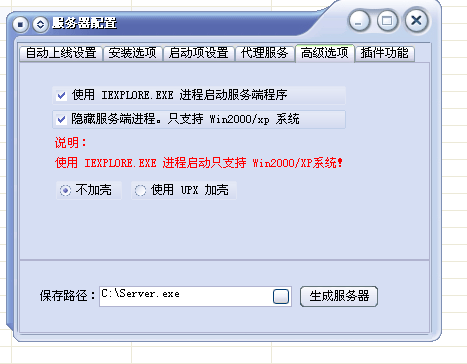 服务器配置
自动上线设置 安装选项 启动项设置 代理服务 高级选项 插件功能
使用 IEXPLORE.EXE 进程启动服务端程序
隐藏服务端进程。只支持 Win2000/xp 系统
说明：
使用 IEXPLORE.EXE 进程启动只支持 Win2000/XP系统!
不加壳 使用 UPX 加壳
保存路径： C:\Server.exe 生成服务器